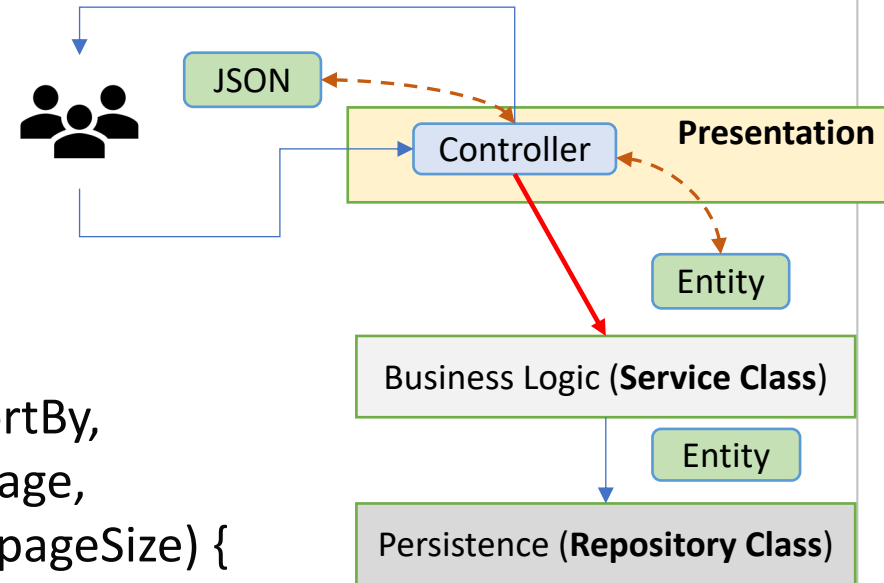 JSON
Controller
Presentation
Entity
Business Logic (Service Class)
rtBy,
age,
Entity
pageSize) {
Persistence (Repository Class)